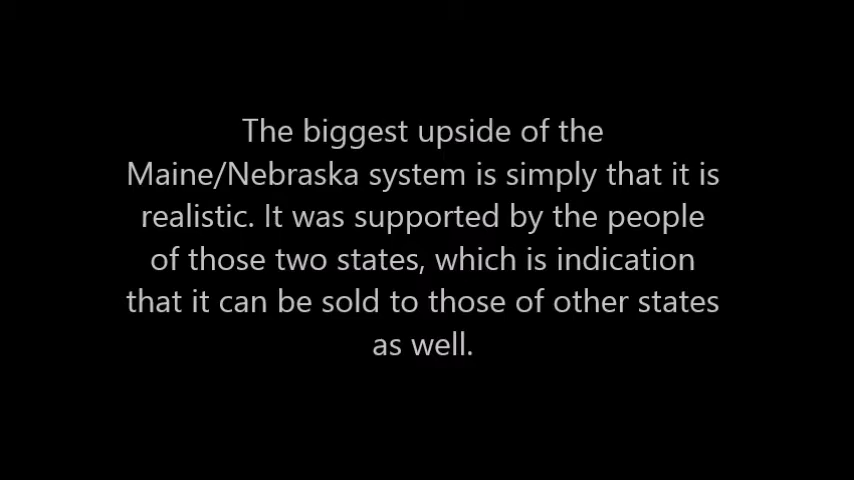 The biggest upside of the
Maine/Nebraska system is simply that it is
realistic. It was supported by the people
of those two states, which is indication
that it can be sold to those of other states
as well.